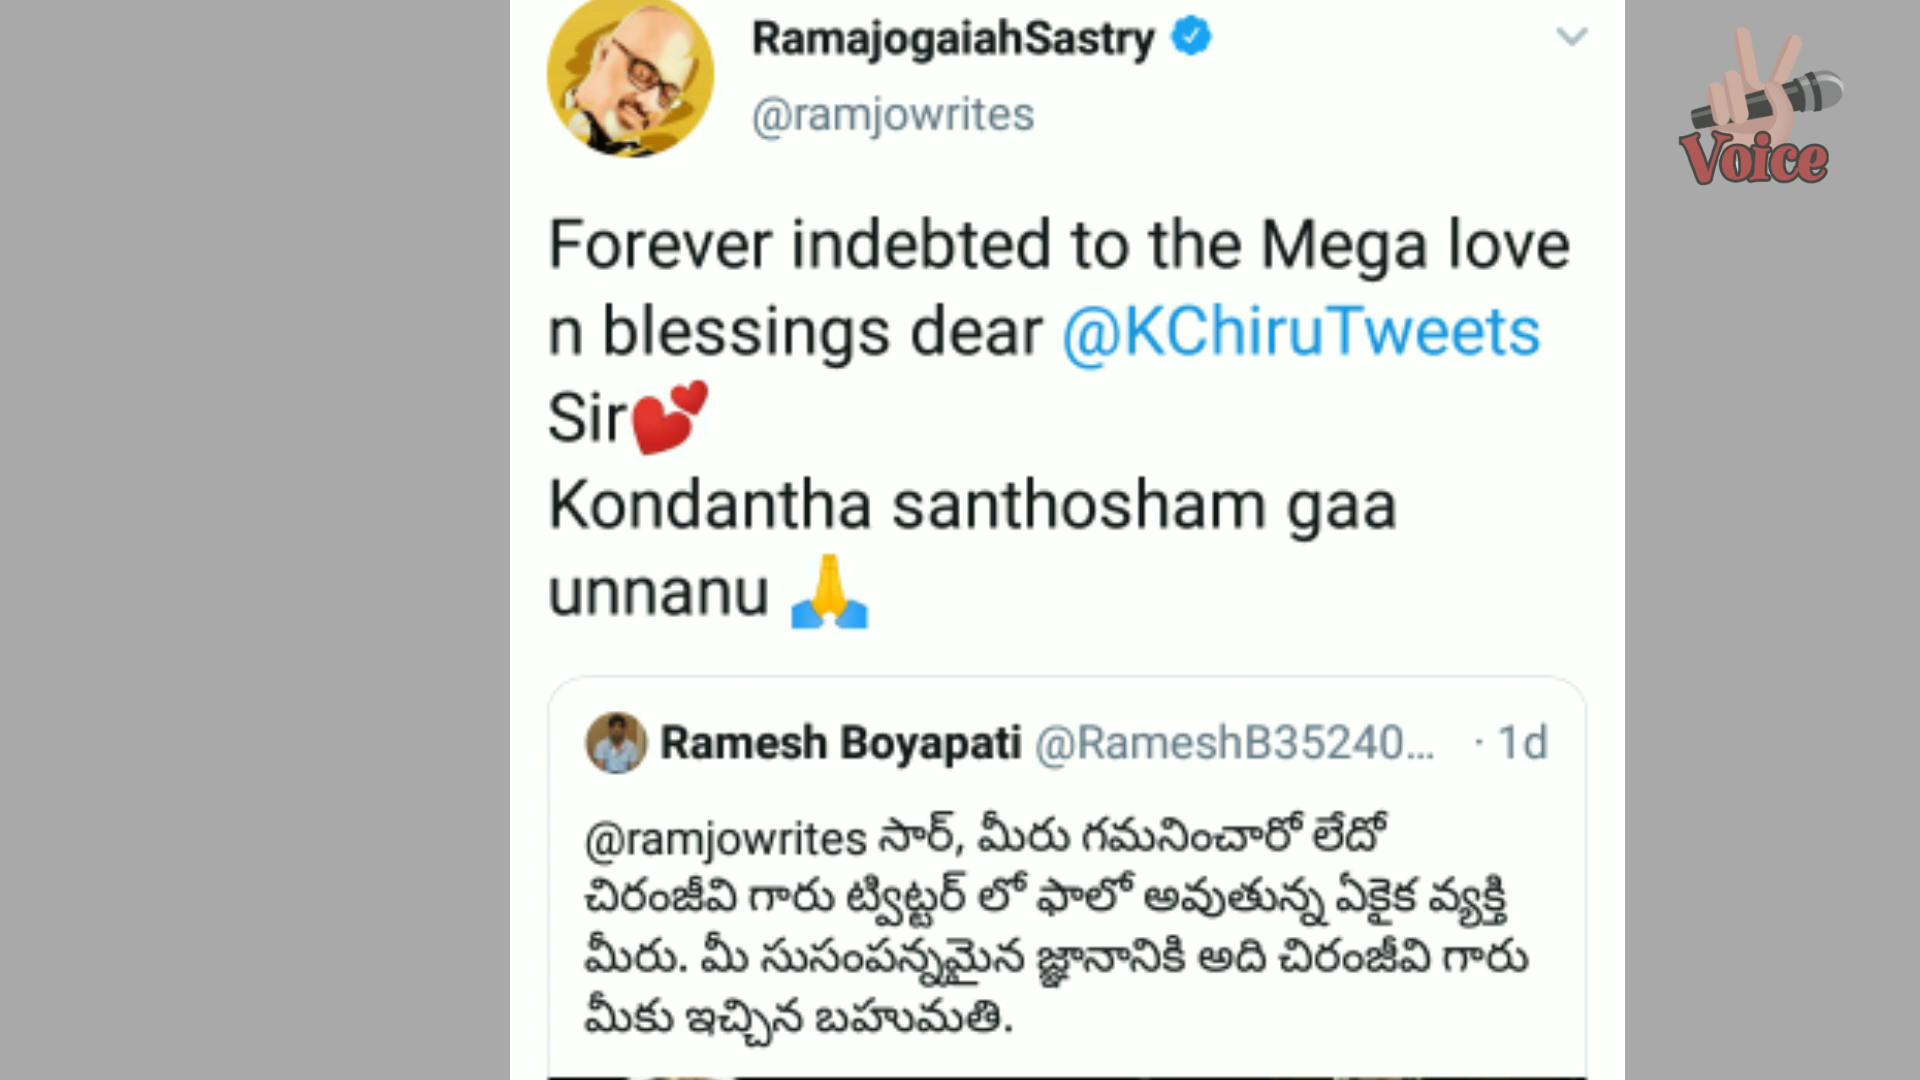 RamajogaiahSastry
@ramjowrites
Voice
Forever indebted to the Mega love
n blessings dear @KChiruTweets
Sir💕
Kondantha santhosham gaa
unnanu 🙏
Ramesh Boyapati @RameshB35240... · 1d
@ramjowrites సార్, మీరు గమనించారో లేదో
చిరంజీవి గారు ట్విట్టర్ లో ఫాలో అవుతున్న ఏకైక వ్యక్తి
మీరు. మీ సుసంపన్నమైన జ్ఞానానికి అది చిరంజీవి గారు
మీకు ఇచ్చిన బహుమతి.